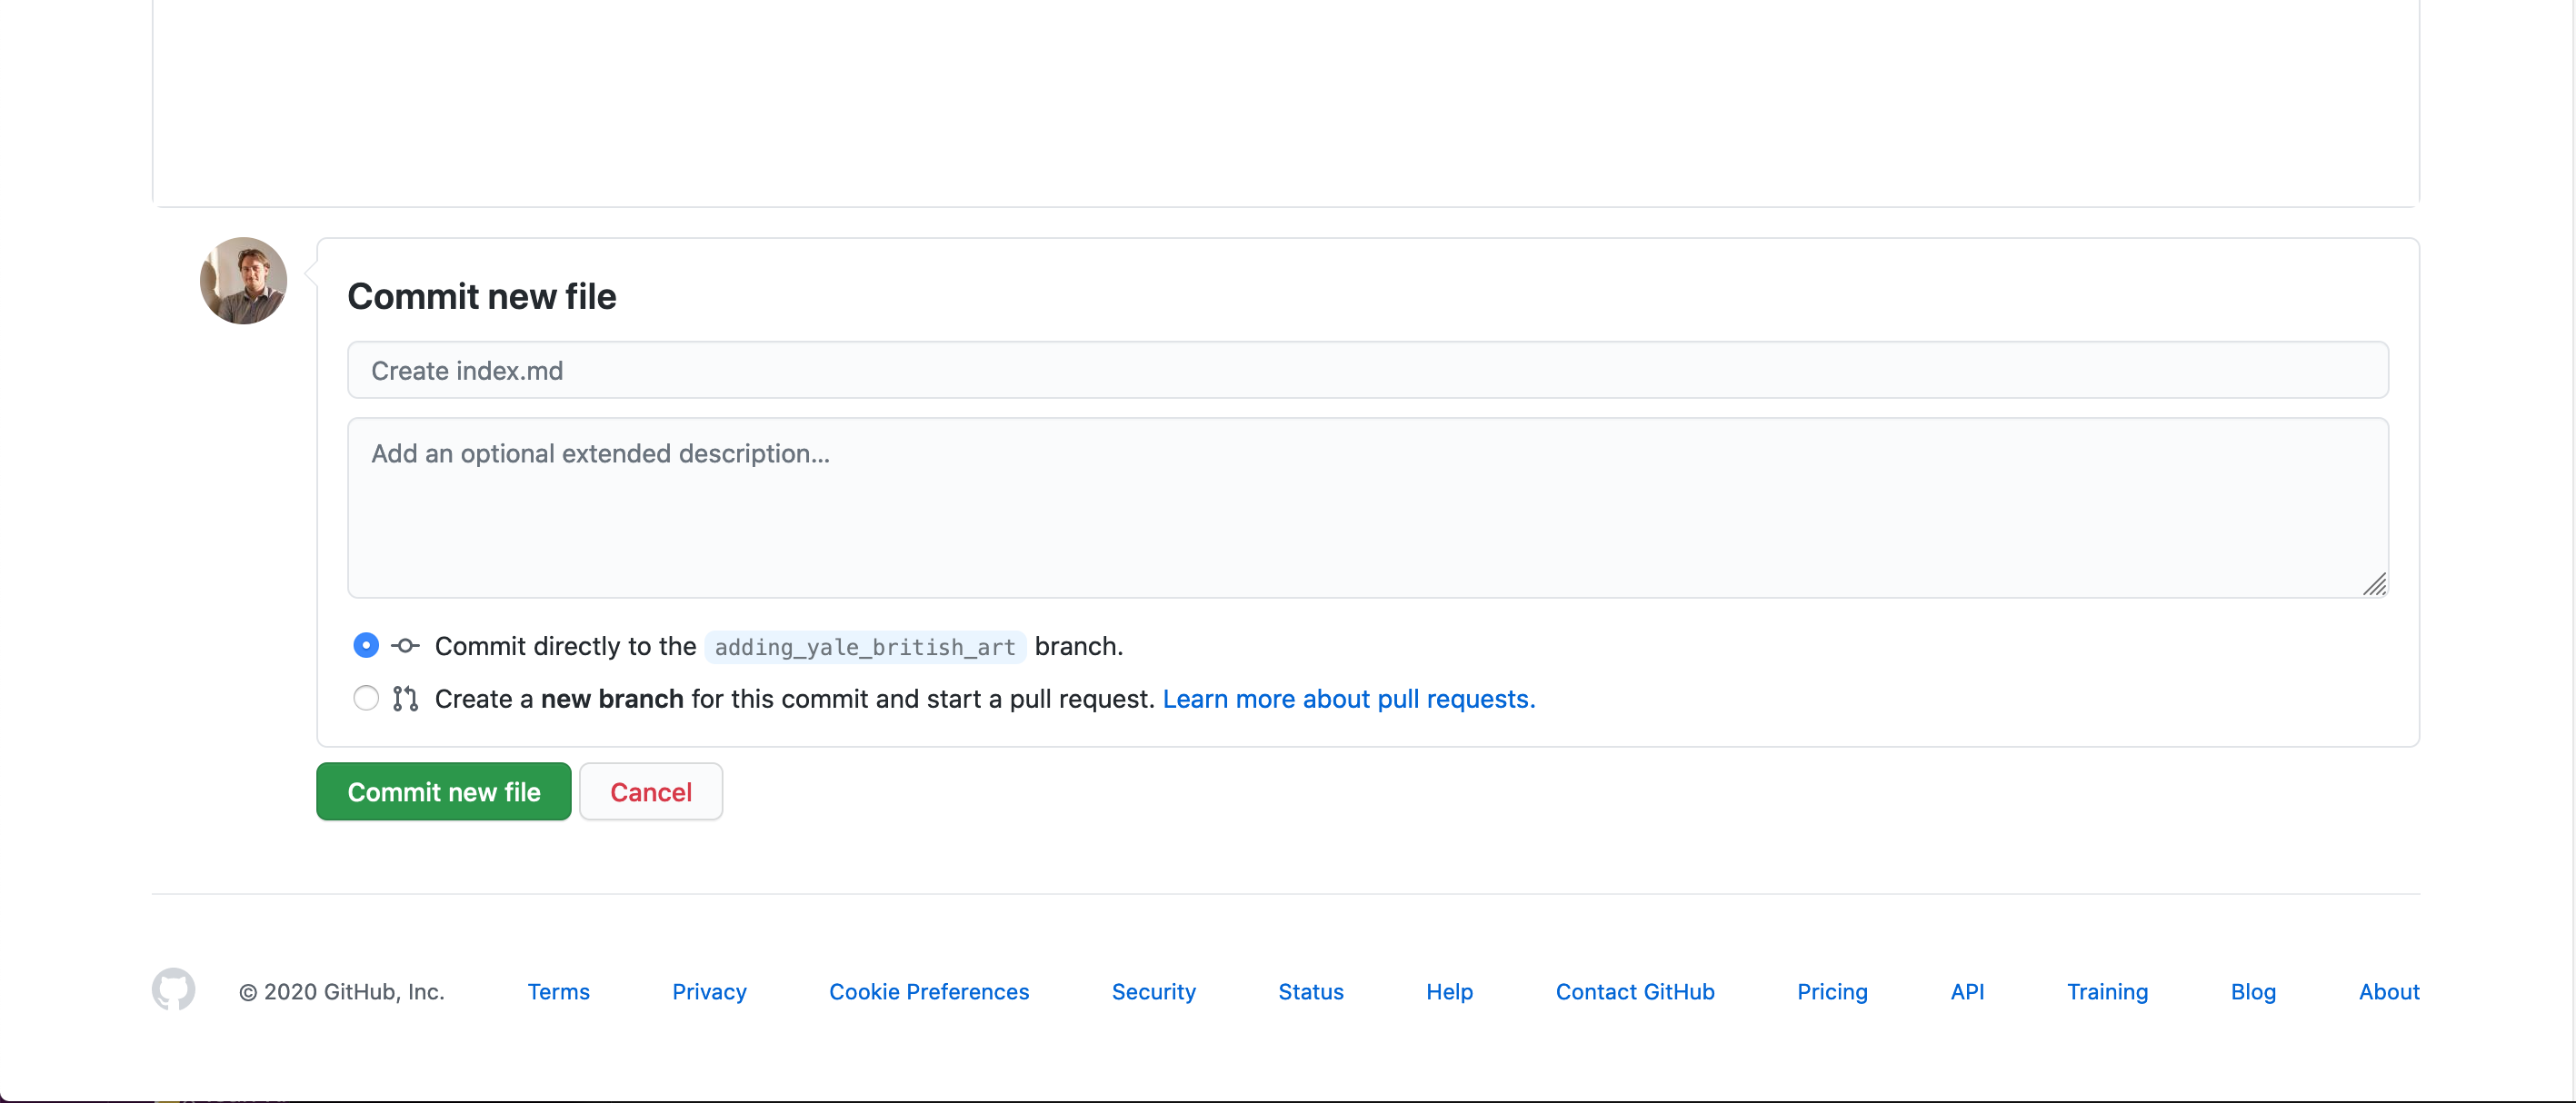 Commit new file
Create index.md
Add an optional extended description...
Commit directly to the adding_yale_british_art branch.
Create a new branch for this commit and start a pull request. Learn more about pull requests.
Commit new file Cancel
© 2020 GitHub, Inc. Terms Privacy Cookie Preferences Security Status Help Contact GitHub Pricing API Training Blog About